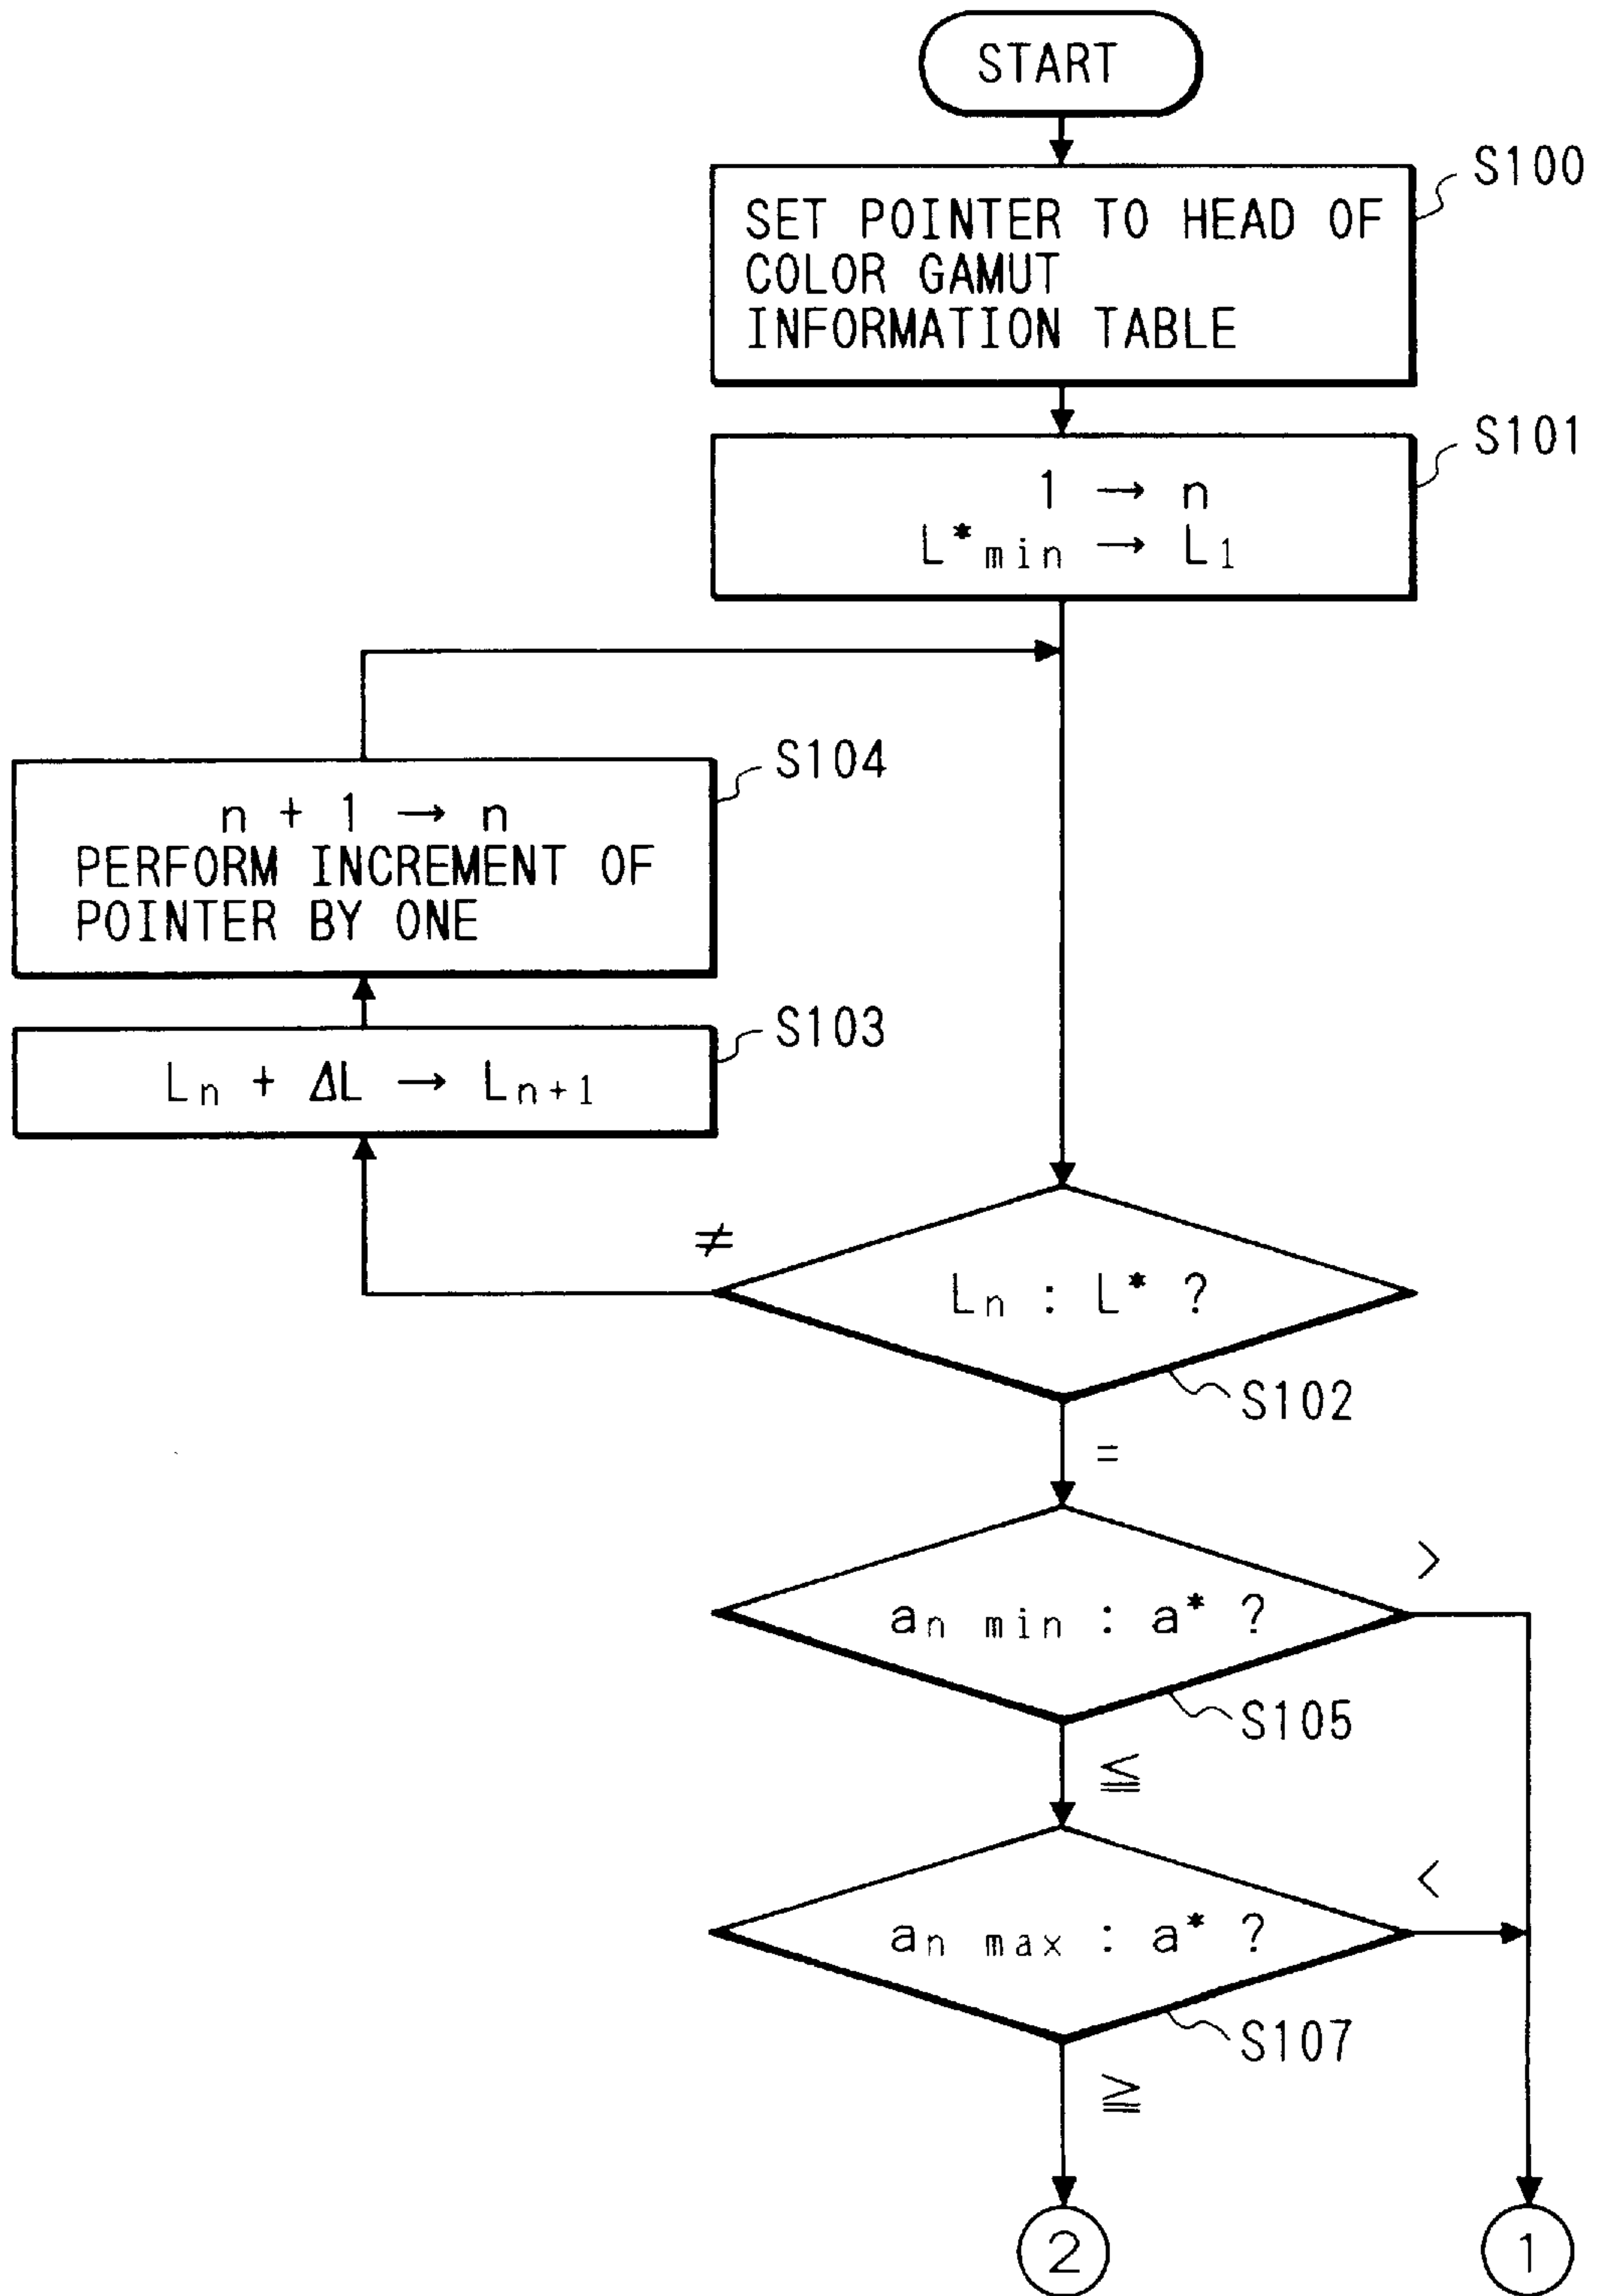 START
S100
SET POINTER TO HEAD OF
COLOR GAMUT
INFORMATION TABLE
S101
1 → n
L*min → L1
S104
n + 1 → n
PERFORM INCREMENT OF
POINTER BY ONE
S103
Ln + ΔL → Ln+1
≠
Ln : L* ?
S102
=
>
an min : a* ?
S105
≦
<
an max : a* ?
S107
≧
2
1